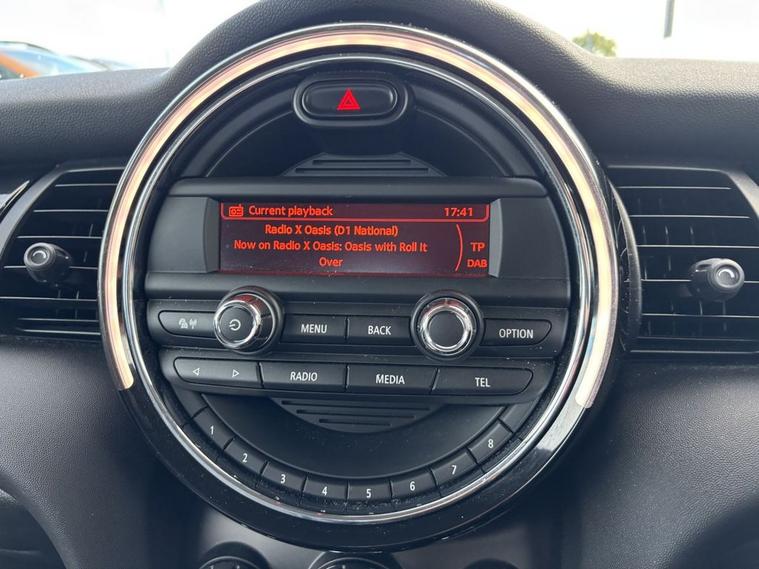 Current playback 17:41
Radio X Oasis (D1 National)
Now on Radio X Oasis: Oasis with Roll It
Over
TP
DAB
MENU BACK OPTION
RADIO MEDIA TEL
1 2 3 4 5 6 7 8